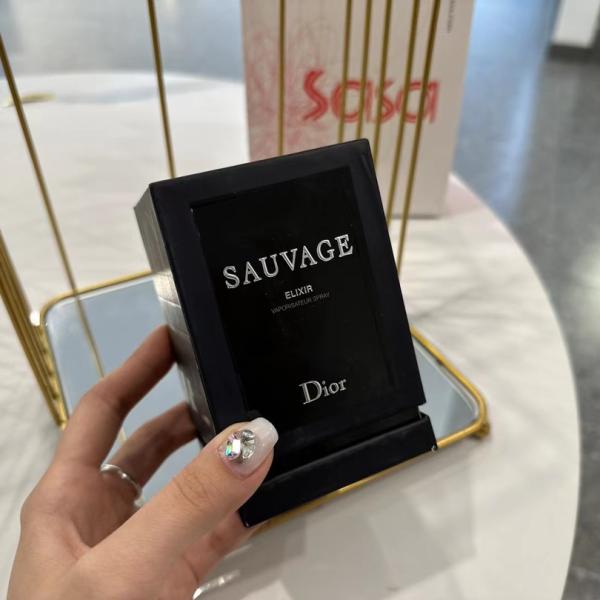 Sasa
SAUVAGE
ELIXIR
VAPORISATEUR SPRAY
Dior